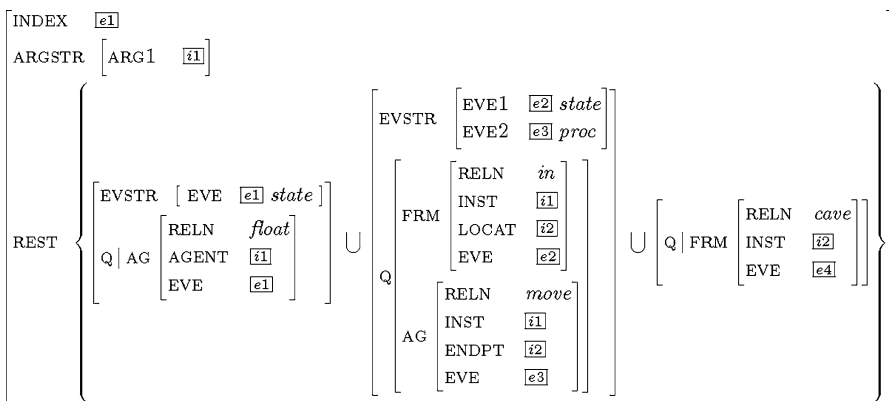 INDEX e1
ARGSTR [ARG1 i1]
REST { [EVSTR [EVE e1 state]
Q | AG [RELN float
AGENT i1
EVE e1]]
∪
[EVSTR [EVE1 e2 state
EVE2 e3 proc]
Q [FRM [RELN in
INST i1
LOCAT i2
EVE e2]
AG [RELN move
INST i1
ENDPT i2
EVE e3]]]
∪
[Q | FRM [RELN cave
INST i2
EVE e4]] }